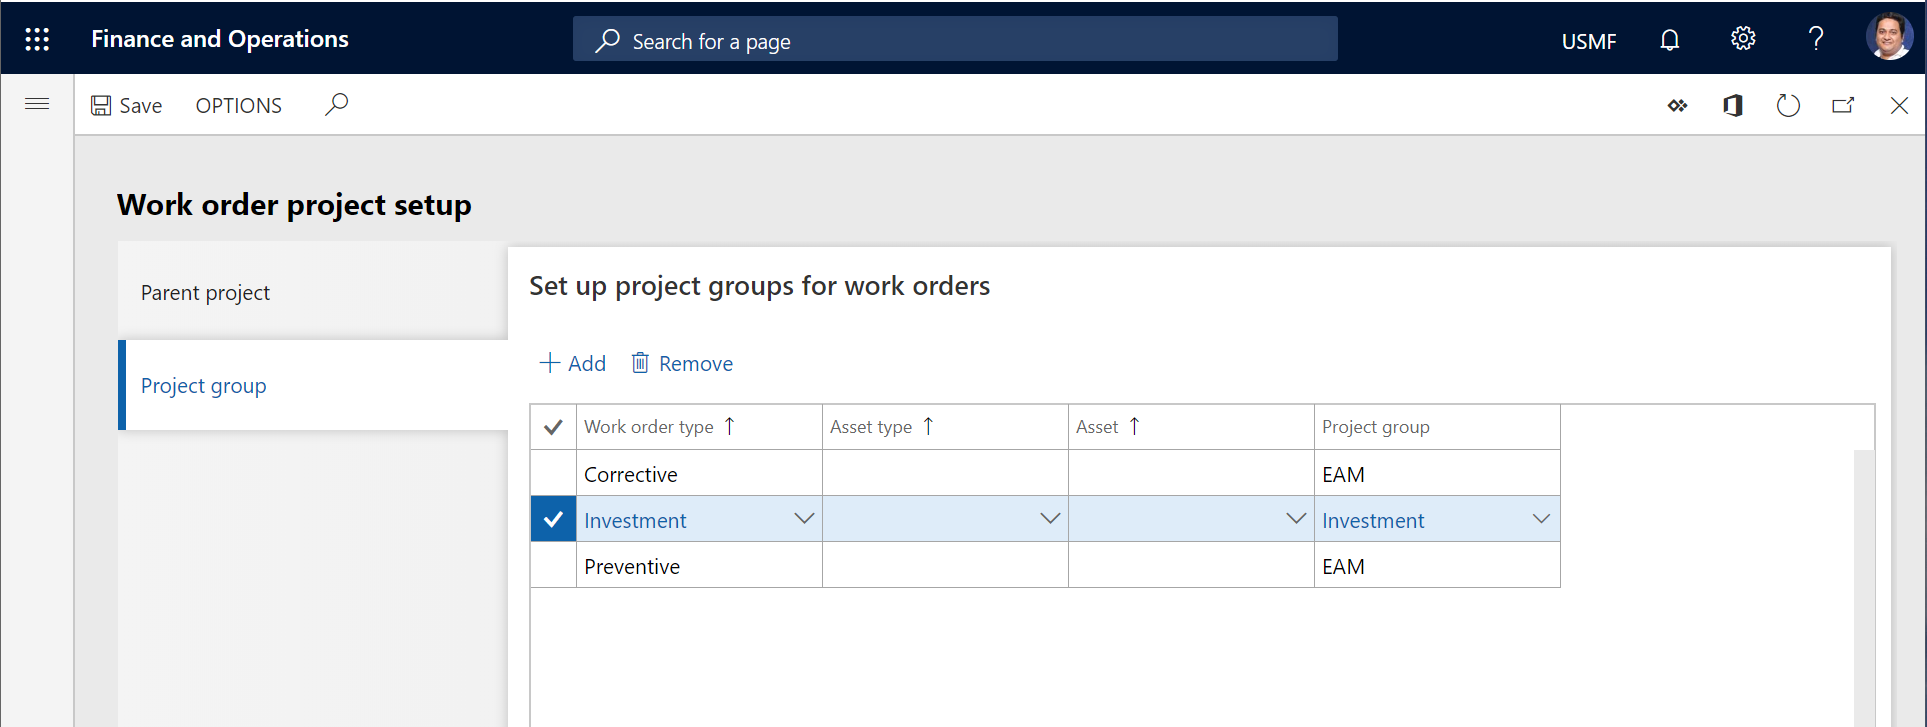 Finance and Operations
Search for a page
USMF
Save OPTIONS
Work order project setup
Parent project
Project group
Set up project groups for work orders
Add Remove
Work order type Asset type Asset Project group
Corrective EAM
Investment Investment
Preventive EAM